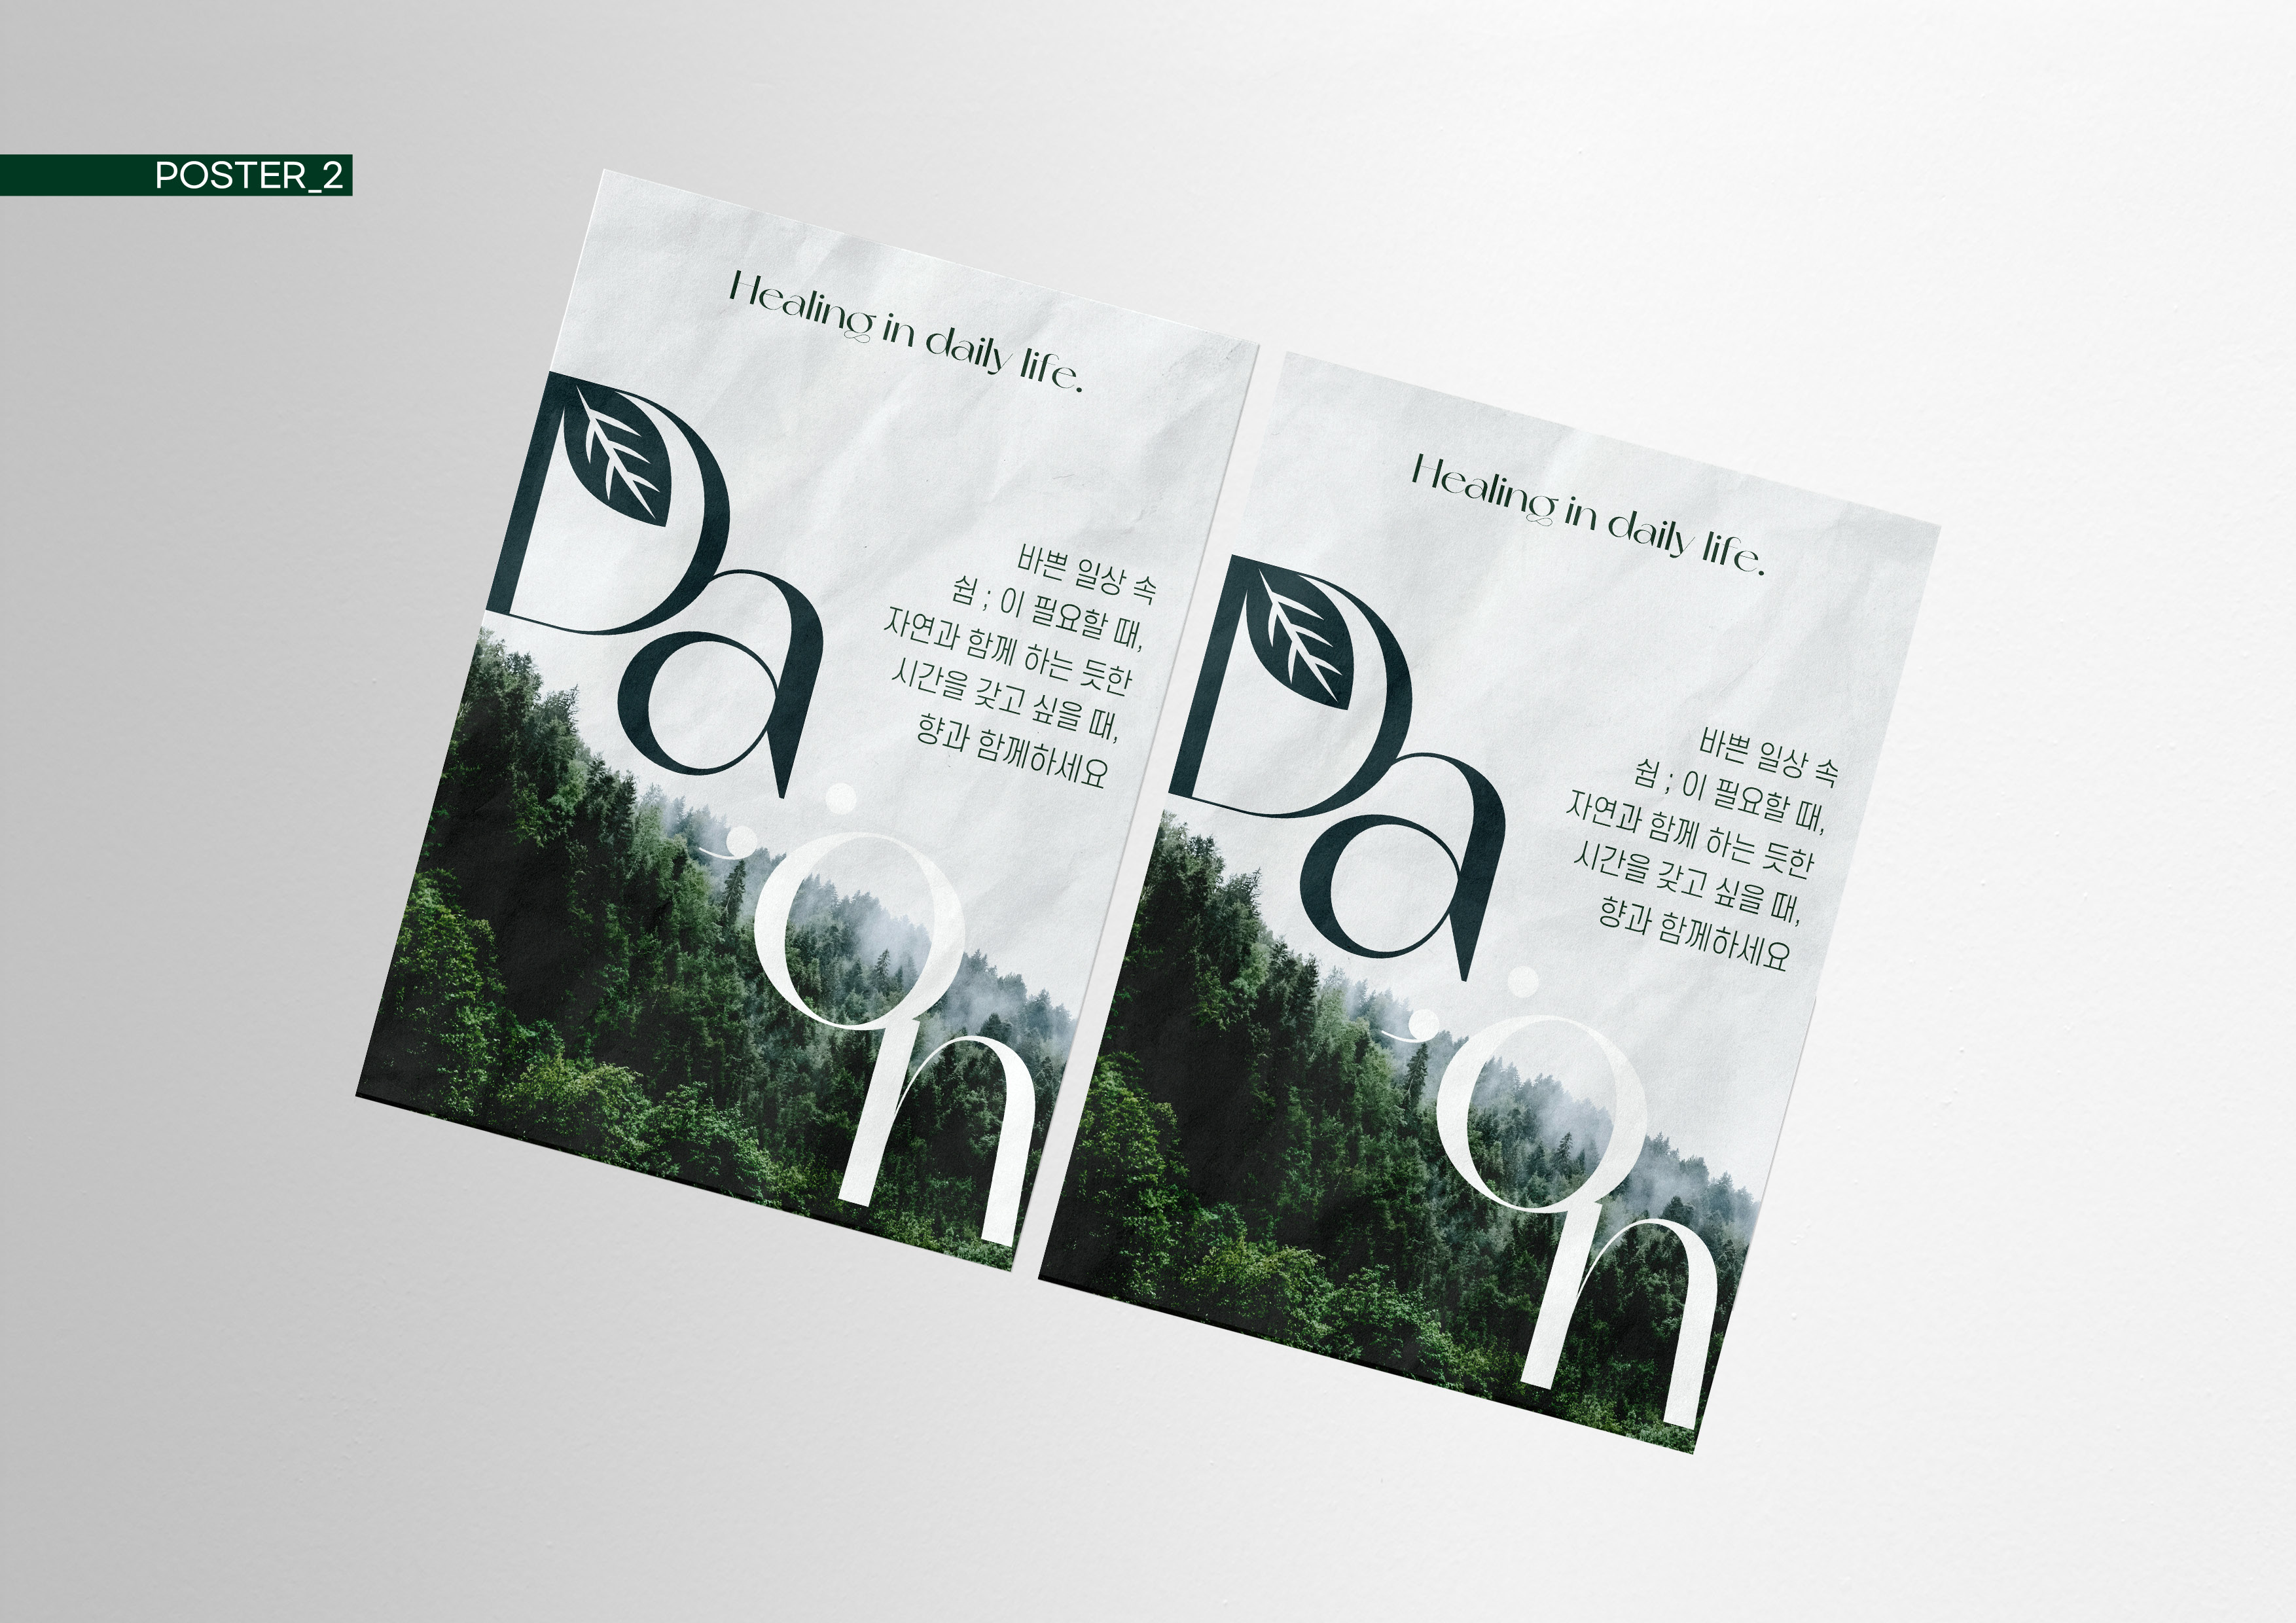 POSTER_2
Healing in daily life.
Da
on
바쁜 일상 속
쉼 ; 이 필요할 때,
자연과 함께 하는 듯한
시간을 갖고 싶을 때,
향과 함께하세요
Healing in daily life.
Da
on
바쁜 일상 속
쉼 ; 이 필요할 때,
자연과 함께 하는 듯한
시간을 갖고 싶을 때,
향과 함께하세요